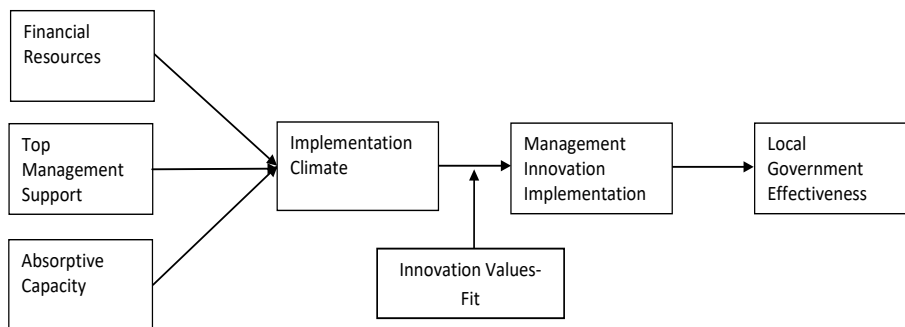 Financial
Resources
Top
Management
Support
Absorptive
Capacity
Implementation
Climate
Innovation Values-
Fit
Management
Innovation
Implementation
Local
Government
Effectiveness